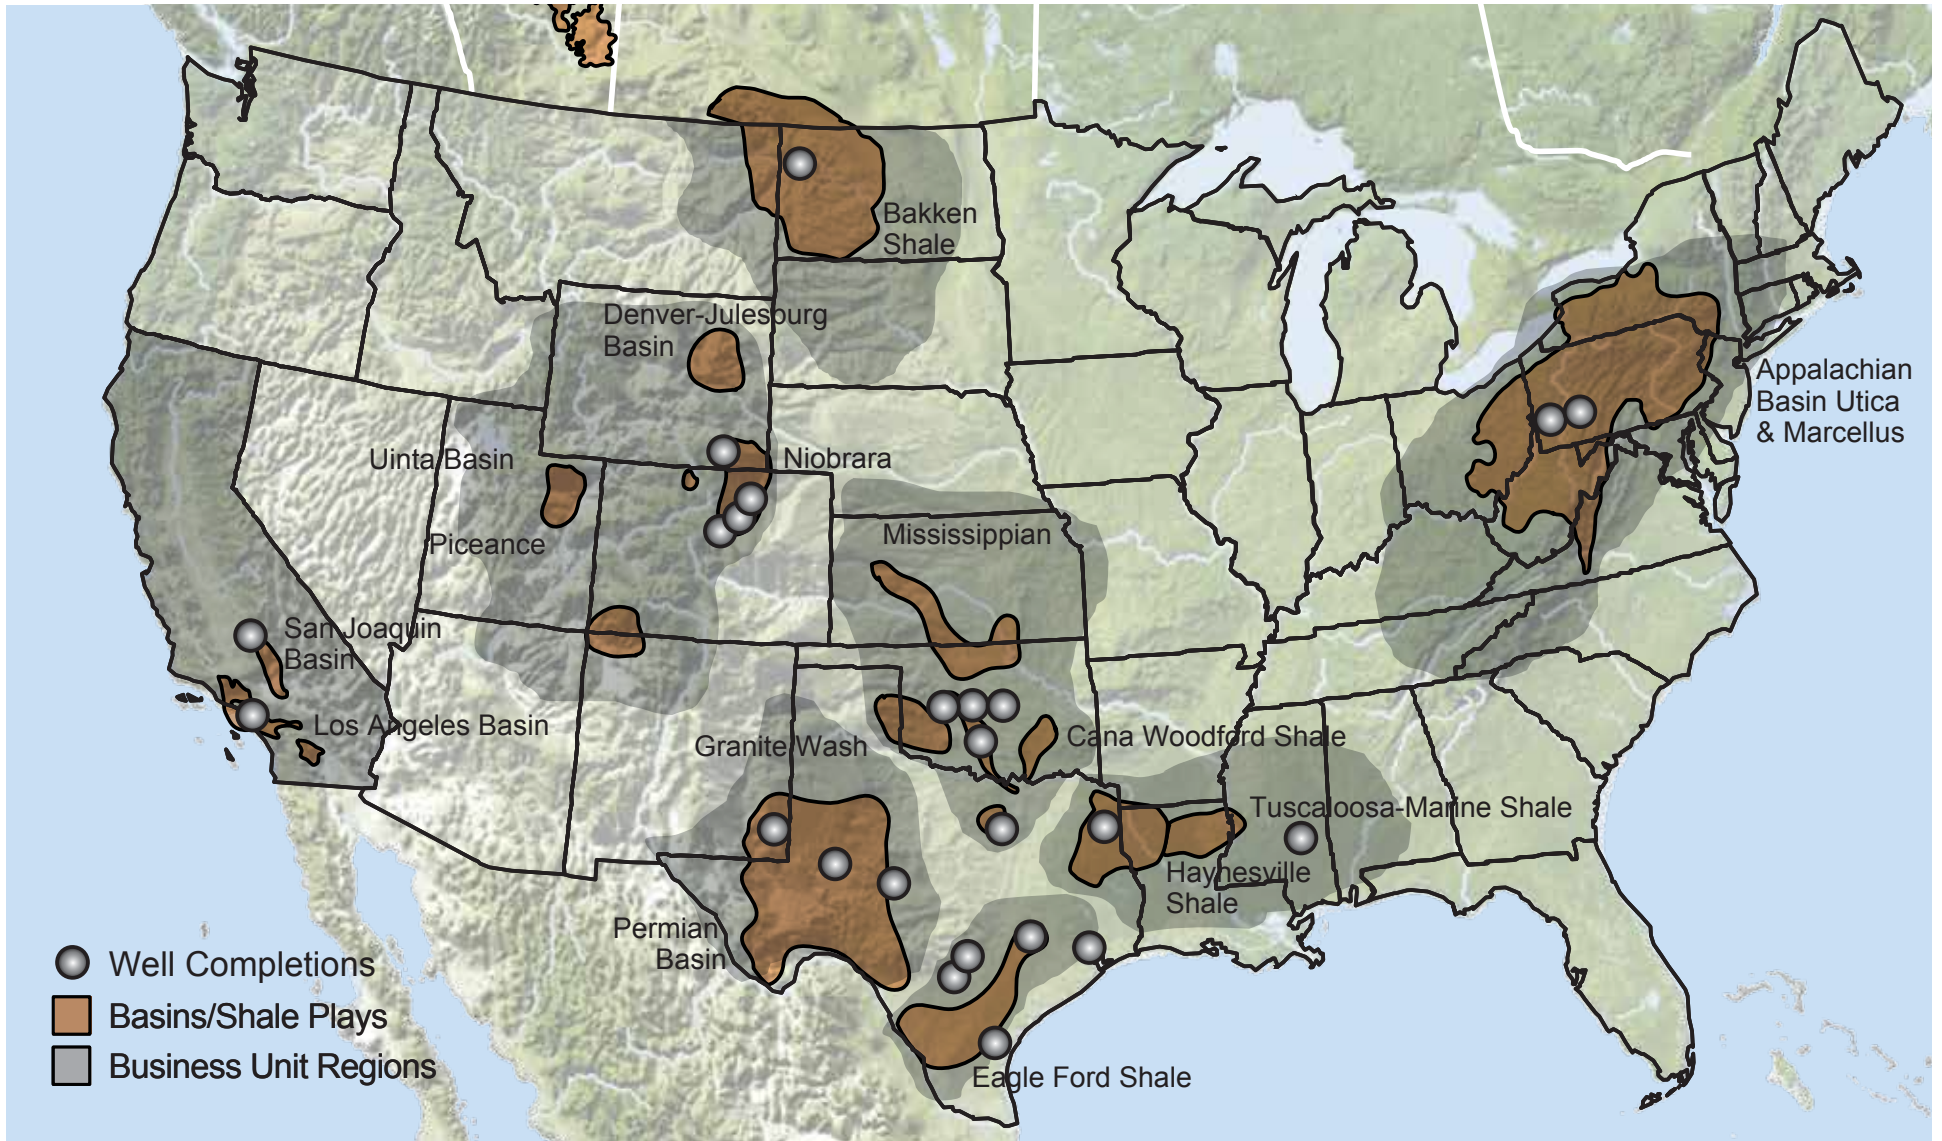 Bakken
Shale
Denver-Julesburg
Basin
Appalachian
Basin Utica
& Marcellus
Uinta Basin
Niobrara
Piceance
Mississippian
San Joaquin
Basin
Los Angeles Basin
Granite Wash
Cana Woodford Shale
Tuscaloosa-Marine Shale
Haynesville
Shale
Permian
Basin
Eagle Ford Shale
Well Completions
Basins/Shale Plays
Business Unit Regions